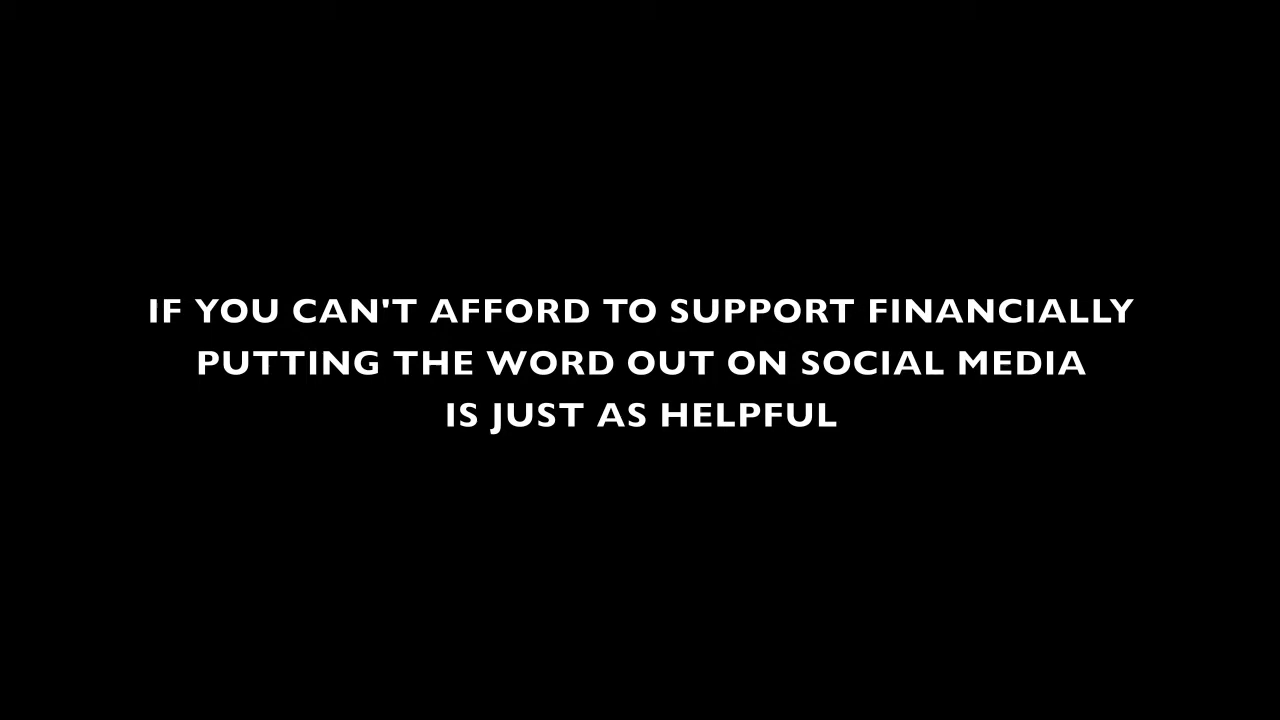 IF YOU CAN'T AFFORD TO SUPPORT FINANCIALLY
PUTTING THE WORD OUT ON SOCIAL MEDIA
IS JUST AS HELPFUL